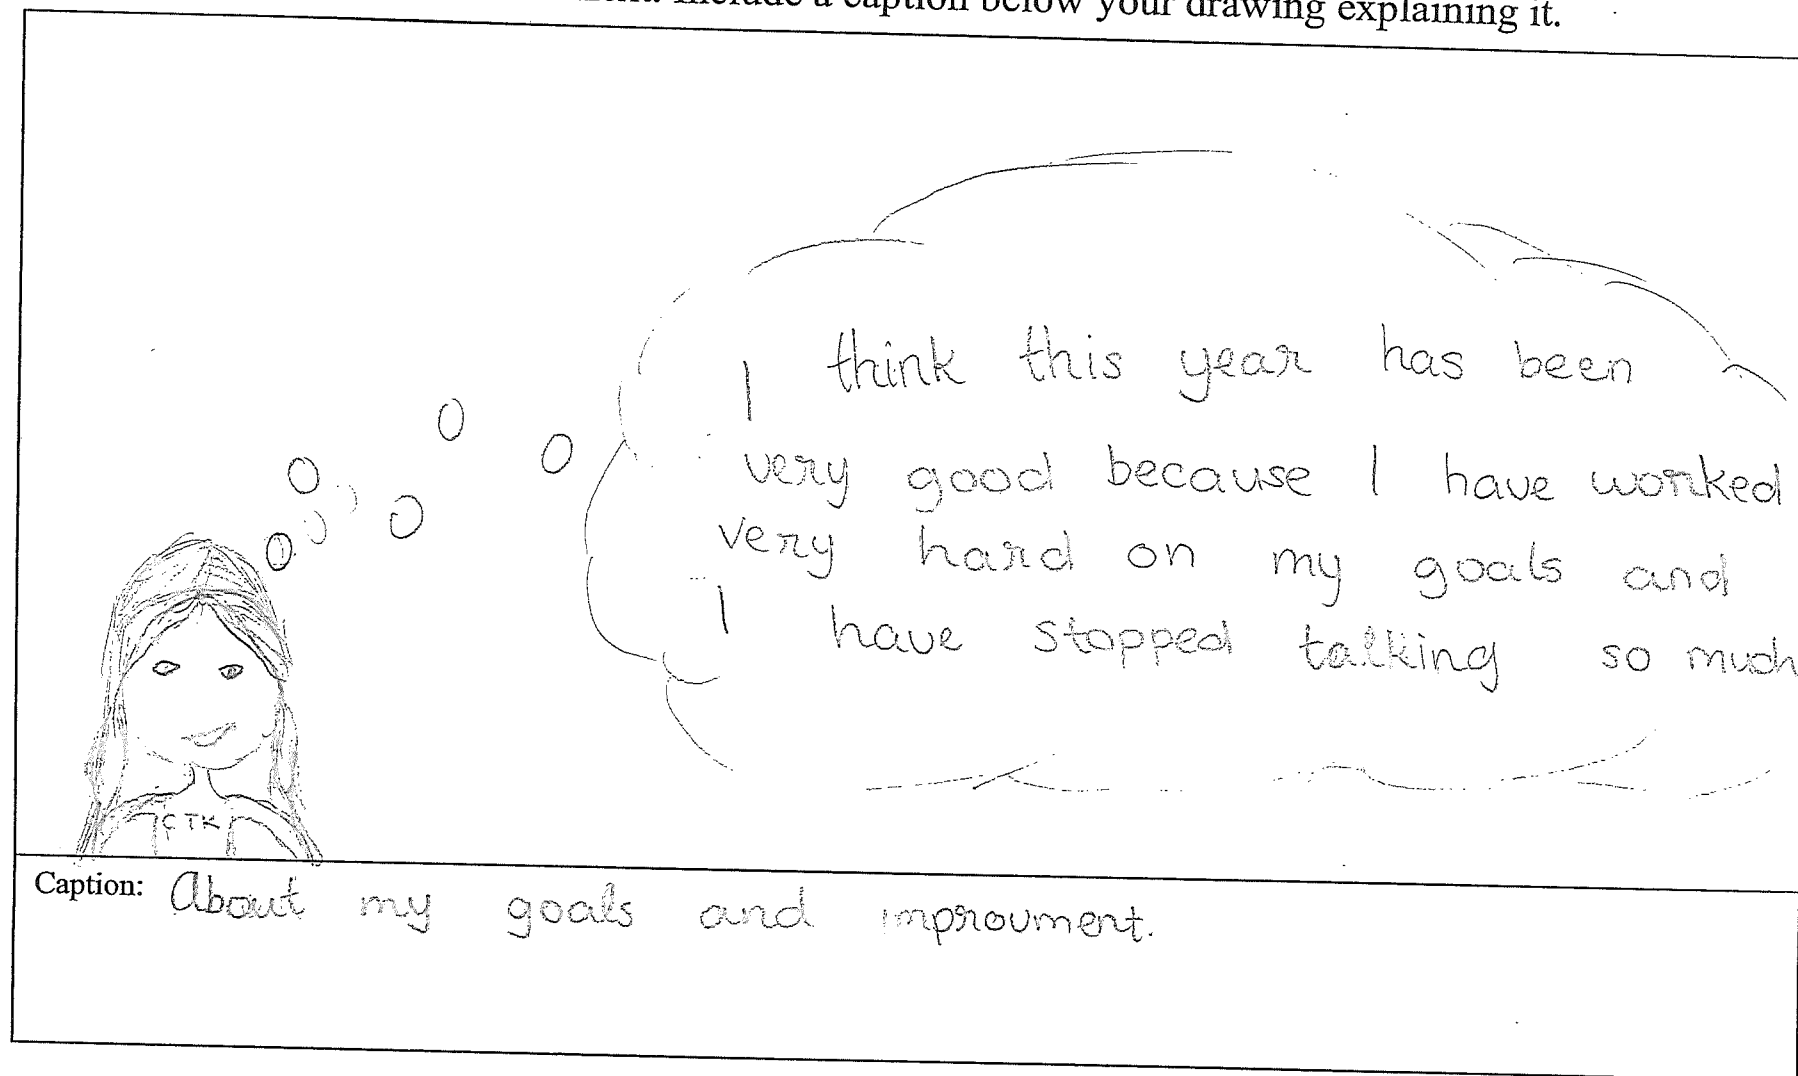 Include a caption below your drawing explaining it.
I think this year has been
very good because I have worked
very hard on my goals and
I have stopped talking so much
CTK
Caption: About my goals and improument.